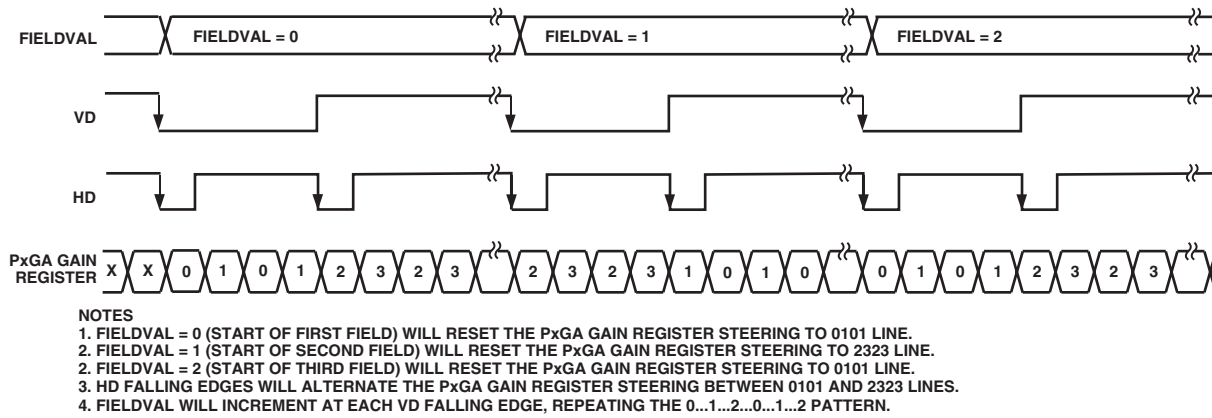 FIELDVAL
FIELDVAL = 0
FIELDVAL = 1
FIELDVAL = 2
VD
HD
PxGA GAIN
REGISTER
X X 0 1 0 1 2 3 2 3 2 3 2 3 1 0 1 0 0 1 0 1 2 3 2 3
NOTES
1. FIELDVAL = 0 (START OF FIRST FIELD) WILL RESET THE PxGA GAIN REGISTER STEERING TO 0101 LINE.
2. FIELDVAL = 1 (START OF SECOND FIELD) WILL RESET THE PxGA GAIN REGISTER STEERING TO 2323 LINE.
2. FIELDVAL = 2 (START OF THIRD FIELD) WILL RESET THE PxGA GAIN REGISTER STEERING TO 0101 LINE.
3. HD FALLING EDGES WILL ALTERNATE THE PxGA GAIN REGISTER STEERING BETWEEN 0101 AND 2323 LINES.
4. FIELDVAL WILL INCREMENT AT EACH VD FALLING EDGE, REPEATING THE 0...1...2...0...1...2 PATTERN.